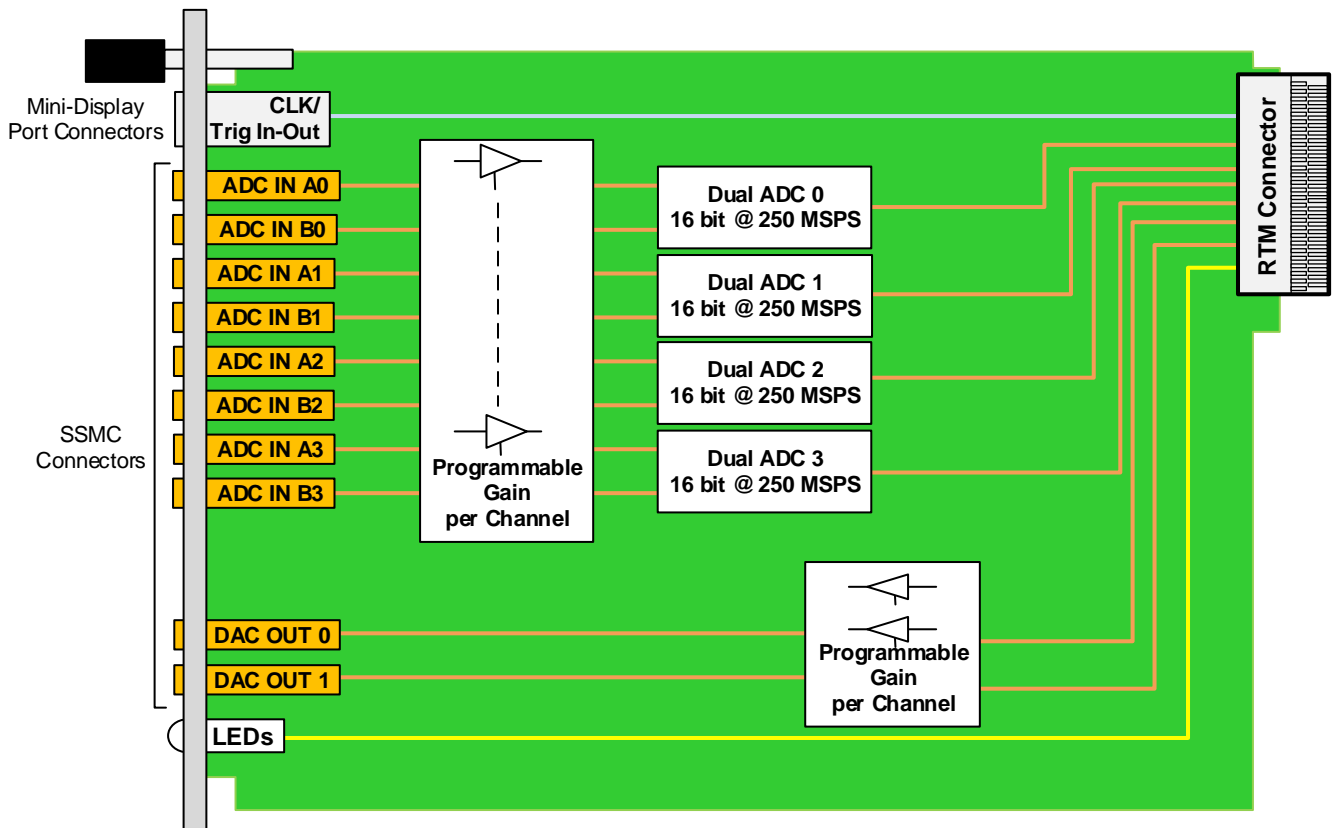 Mini-Display
Port Connectors
CLK/
Trig In-Out
ADC IN A0
ADC IN B0
ADC IN A1
ADC IN B1
ADC IN A2
ADC IN B2
ADC IN A3
ADC IN B3
SSMC
Connectors
DAC OUT 0
DAC OUT 1
LEDs
Programmable
Gain
per Channel
Dual ADC 0
16 bit @ 250 MSPS
Dual ADC 1
16 bit @ 250 MSPS
Dual ADC 2
16 bit @ 250 MSPS
Dual ADC 3
16 bit @ 250 MSPS
Programmable
Gain
per Channel
RTM Connector